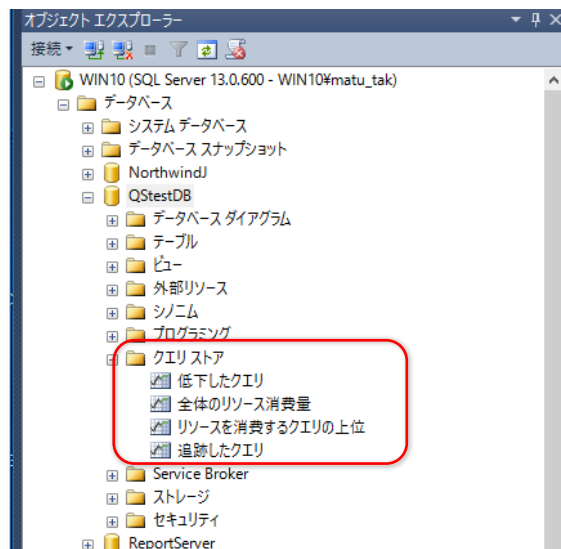 オブジェクト エクスプローラー
接続
WIN10 (SQL Server 13.0.600 - WIN10¥matu_tak)
データベース
システム データベース
データベース スナップショット
NorthwindJ
QStestDB
データベース ダイアグラム
テーブル
ビュー
外部リソース
シノニム
プログラミング
クエリ ストア
低下したクエリ
全体のリソース消費量
リソースを消費するクエリの上位
追跡したクエリ
Service Broker
ストレージ
セキュリティ
ReportServer